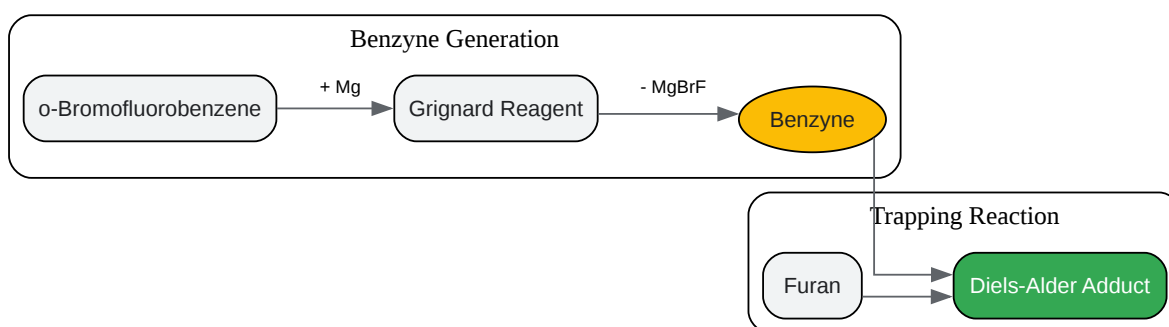 Benzyne Generation
o-Bromofluorobenzene
+ Mg
Grignard Reagent
- MgBrF
Benzyne
Trapping Reaction
Furan
Diels-Alder Adduct